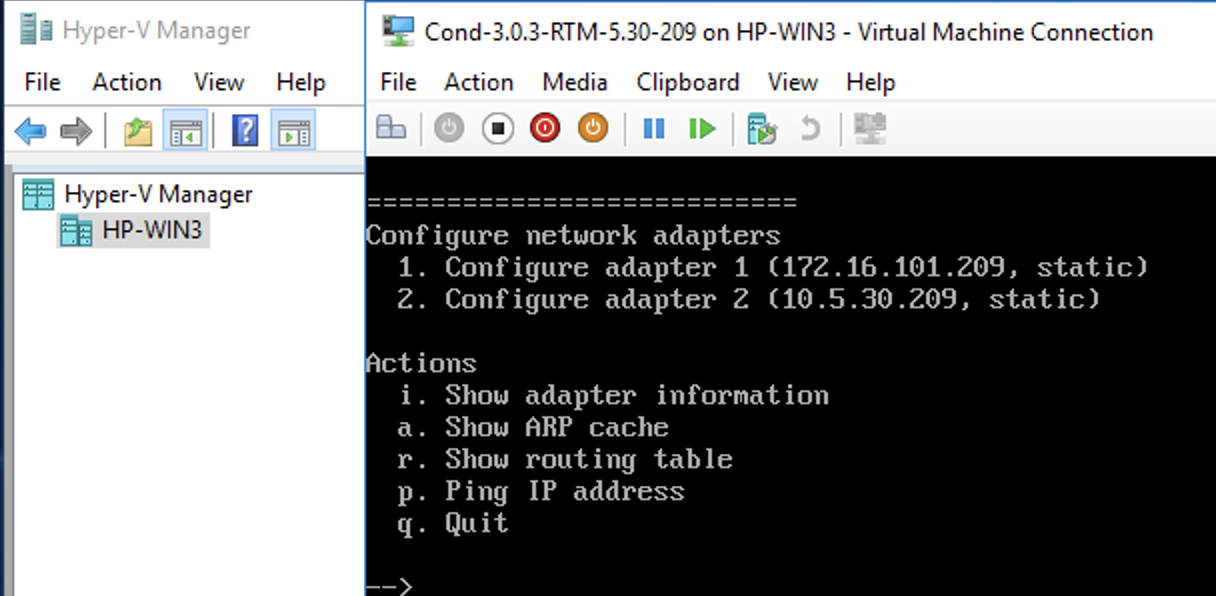 Hyper-V Manager
File Action View Help
Hyper-V Manager
HP-WIN3
Cond-3.0.3-RTM-5.30-209 on HP-WIN3 - Virtual Machine Connection
File Action Media Clipboard View Help
===========================
Configure network adapters
1. Configure adapter 1 (172.16.101.209, static)
2. Configure adapter 2 (10.5.30.209, static)
Actions
i. Show adapter information
a. Show ARP cache
r. Show routing table
p. Ping IP address
q. Quit
-->